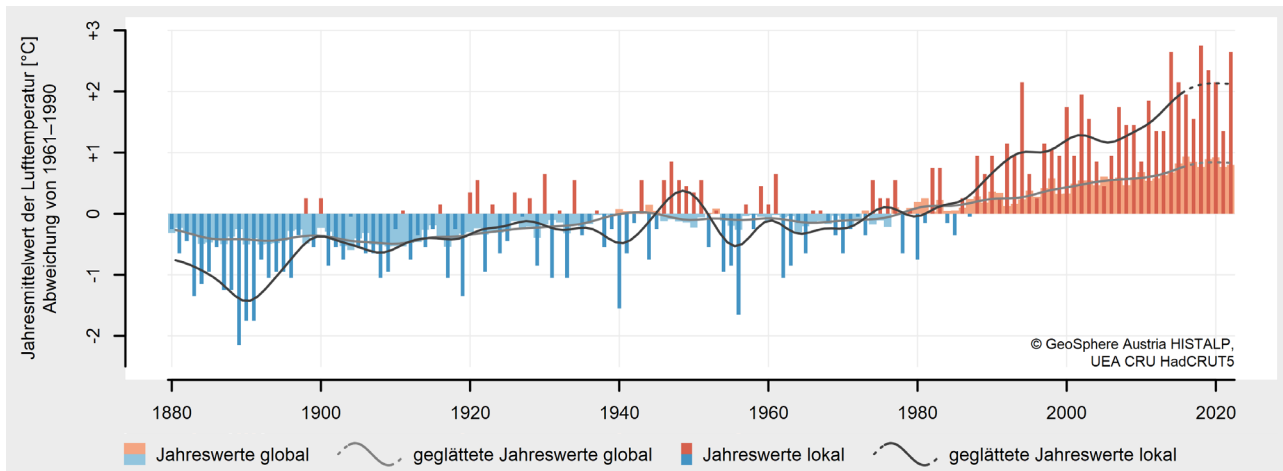 Jahresmittelwert der Lufttemperatur [°C]
Abweichung von 1961–1990
+3
+2
+1
0
-1
-2
© GeoSphere Austria HISTALP,
UEA CRU HadCRUT5
1880 1900 1920 1940 1960 1980 2000 2020
Jahreswerte global geglättete Jahreswerte global Jahreswerte lokal geglättete Jahreswerte lokal